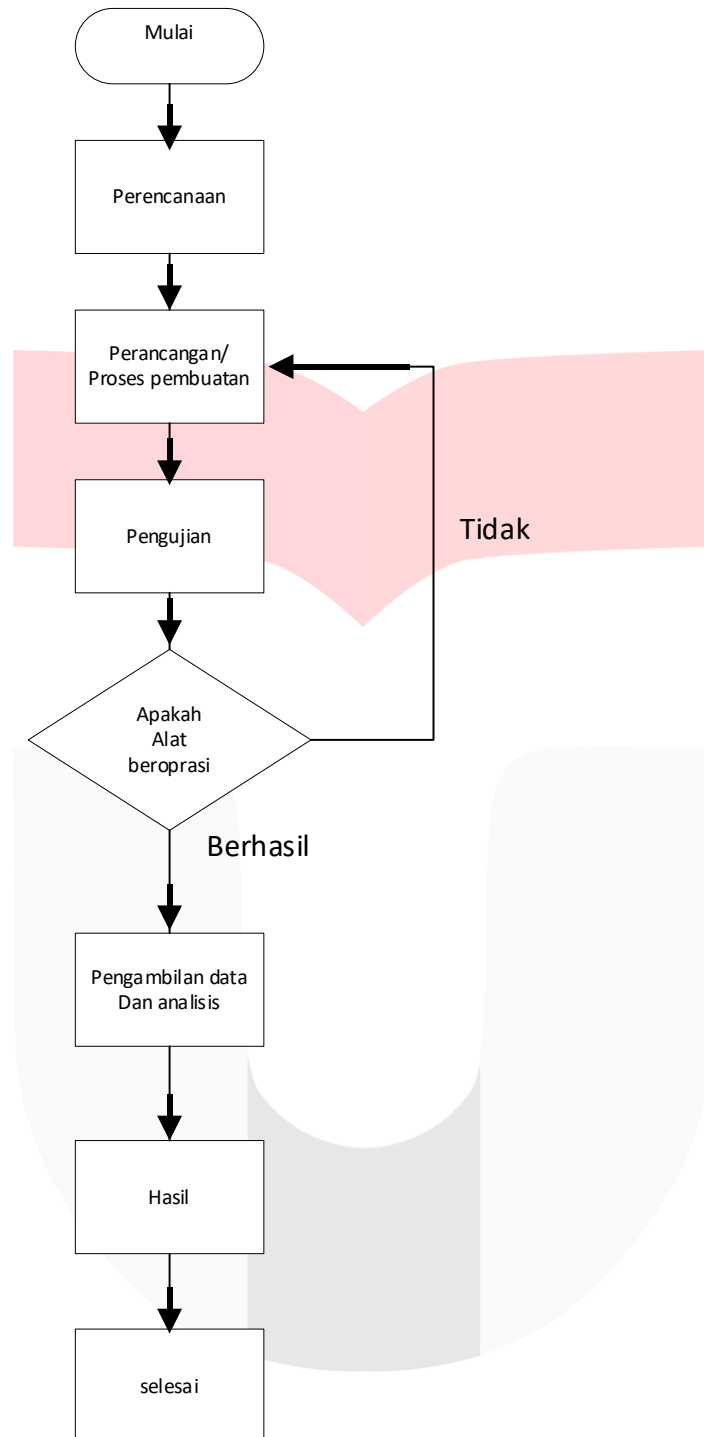 Mulai
Perencanaan
Perancangan/
Proses pembuatan
Pengujian
Tidak
Apakah
Alat
beroprasi
Berhasil
Pengambilan data
Dan analisis
Hasil
selesai